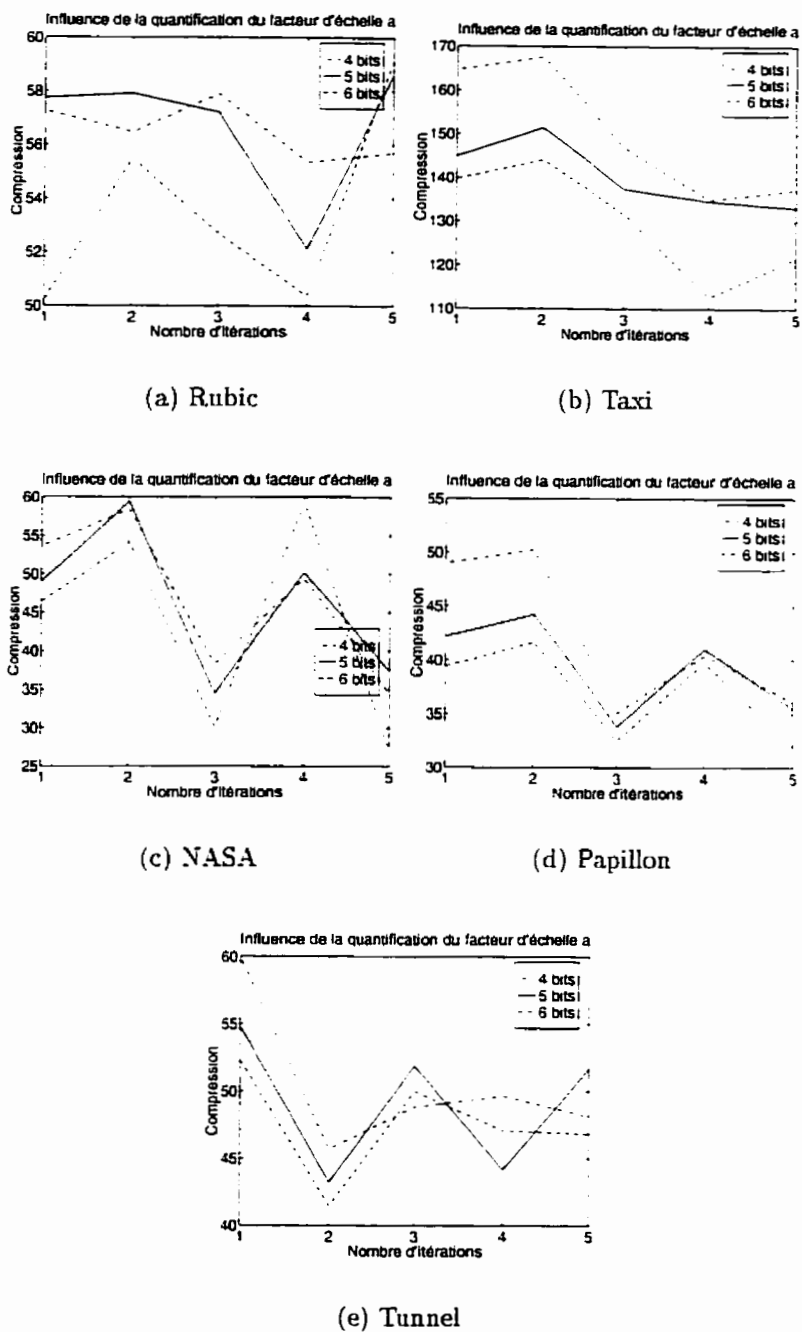 Influence de la quantification du facteur d'échelle a
60
58
56
54
52
50
Compression
4 bits
5 bits
6 bits
1 2 3 4 5
Nombre d'itérations
(a) Rubic
Influence de la quantification du facteur d'échelle a
170
160
150
140
130
120
110
Compression
4 bits
5 bits
6 bits
1 2 3 4 5
Nombre d'itérations
(b) Taxi
Influence de la quantification du facteur d'échelle a
60
55
50
45
40
35
30
25
Compression
4 bits
5 bits
6 bits
1 2 3 4 5
Nombre d'itérations
(c) NASA
Influence de la quantification du facteur d'échelle a
55
50
45
40
35
30
Compression
4 bits
5 bits
6 bits
1 2 3 4 5
Nombre d'itérations
(d) Papillon
Influence de la quantification du facteur d'échelle a
60
55
50
45
40
Compression
4 bits
5 bits
6 bits
1 2 3 4 5
Nombre d'itérations
(e) Tunnel